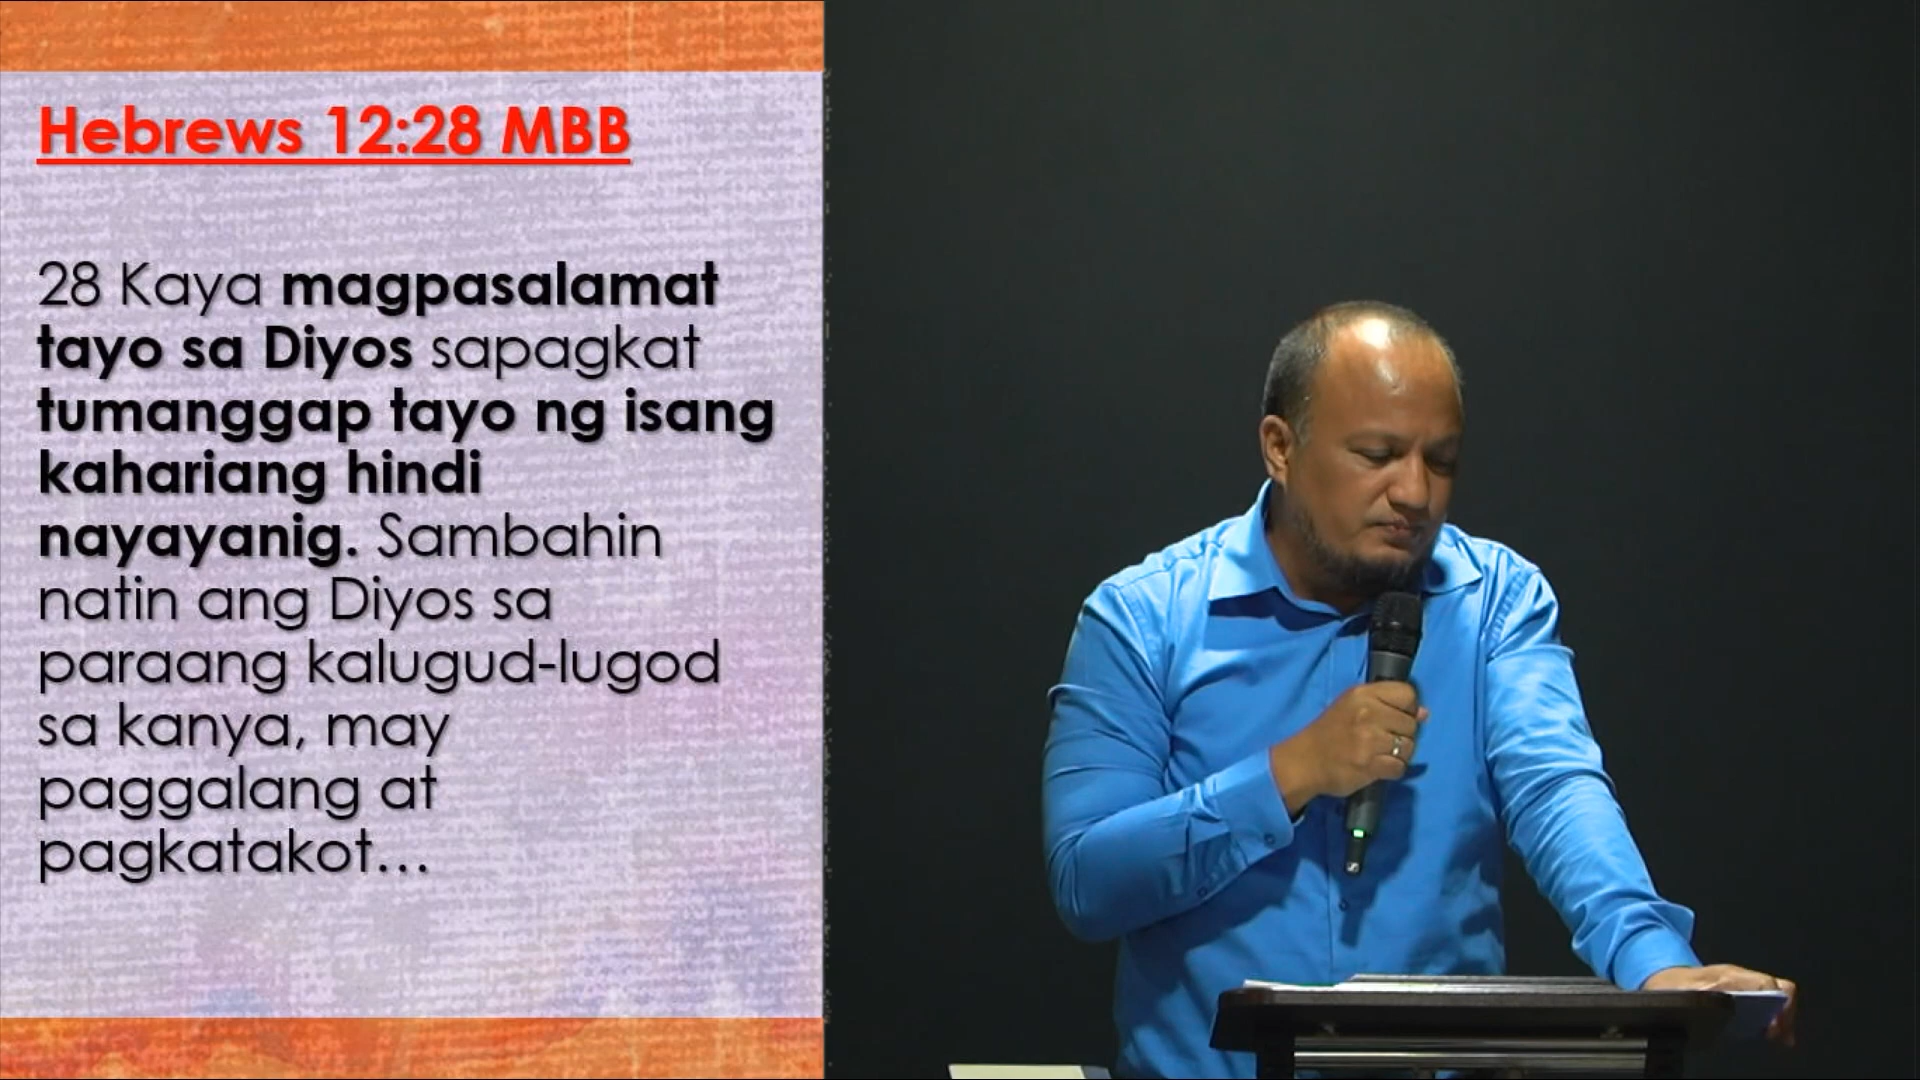 Hebrews 12:28 MBB
28 Kaya magpasalamat
tayo sa Diyos sapagkat
tumanggap tayo ng isang
kahariang hindi
nayayanig. Sambahin
natin ang Diyos sa
paraang kalugud-lugod
sa kanya, may
paggalang at
pagkatakot…